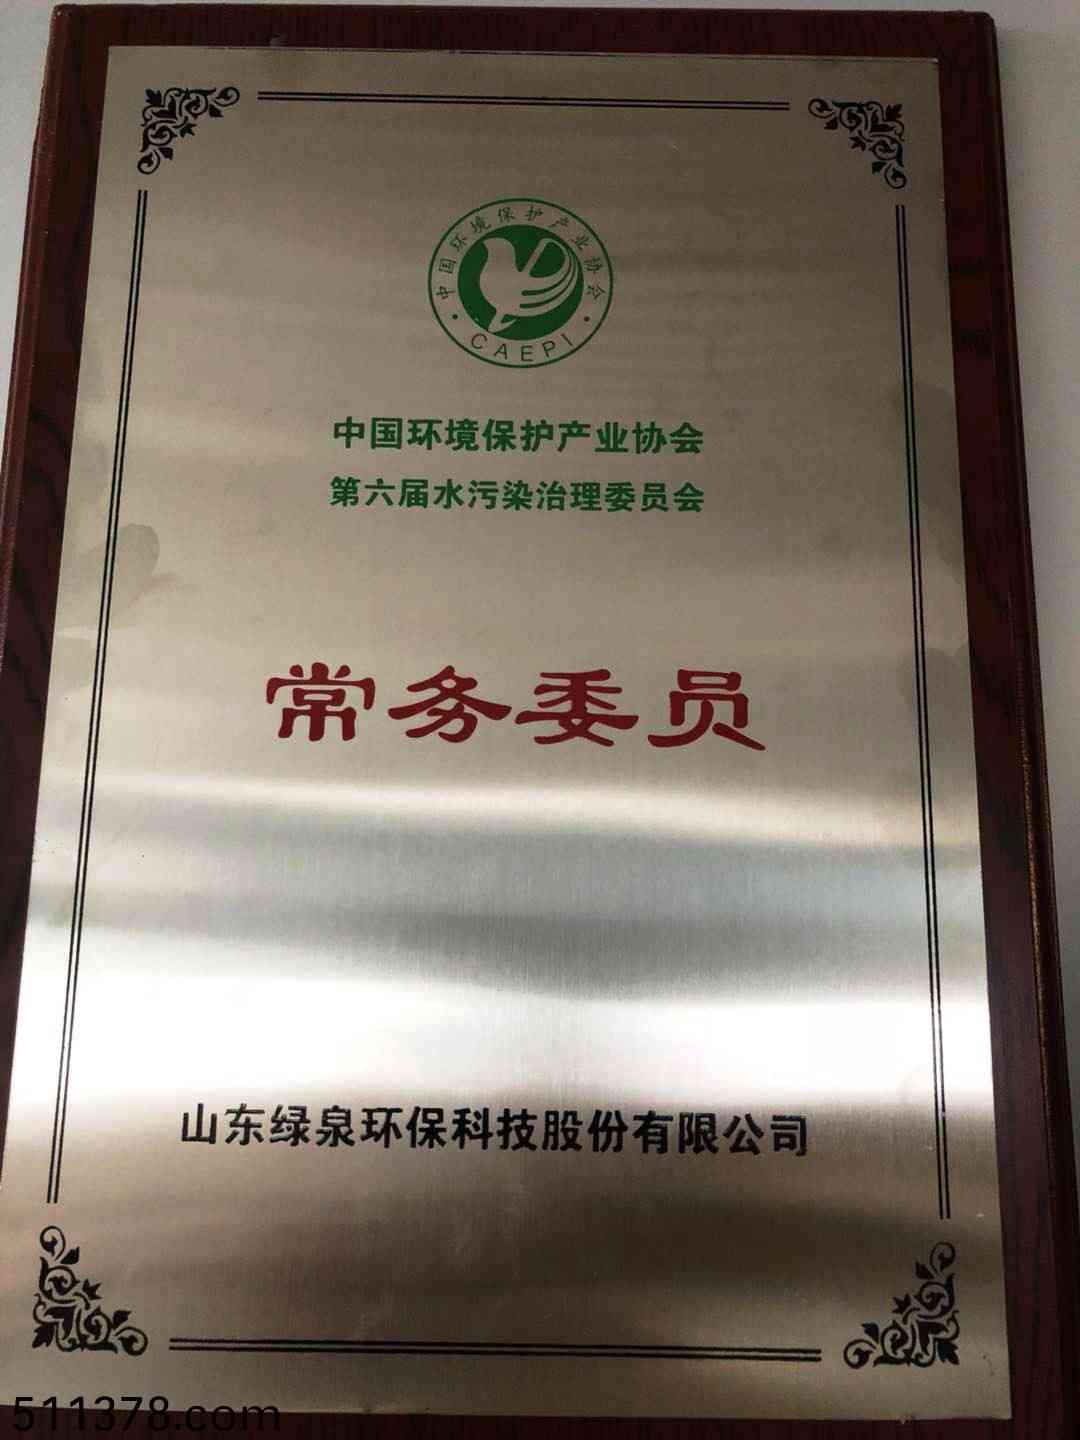 中国环境保护产业协会
CAEPI
中国环境保护产业协会
第六届水污染治理委员会
常务委员
山东绿泉环保科技股份有限公司
511378.com